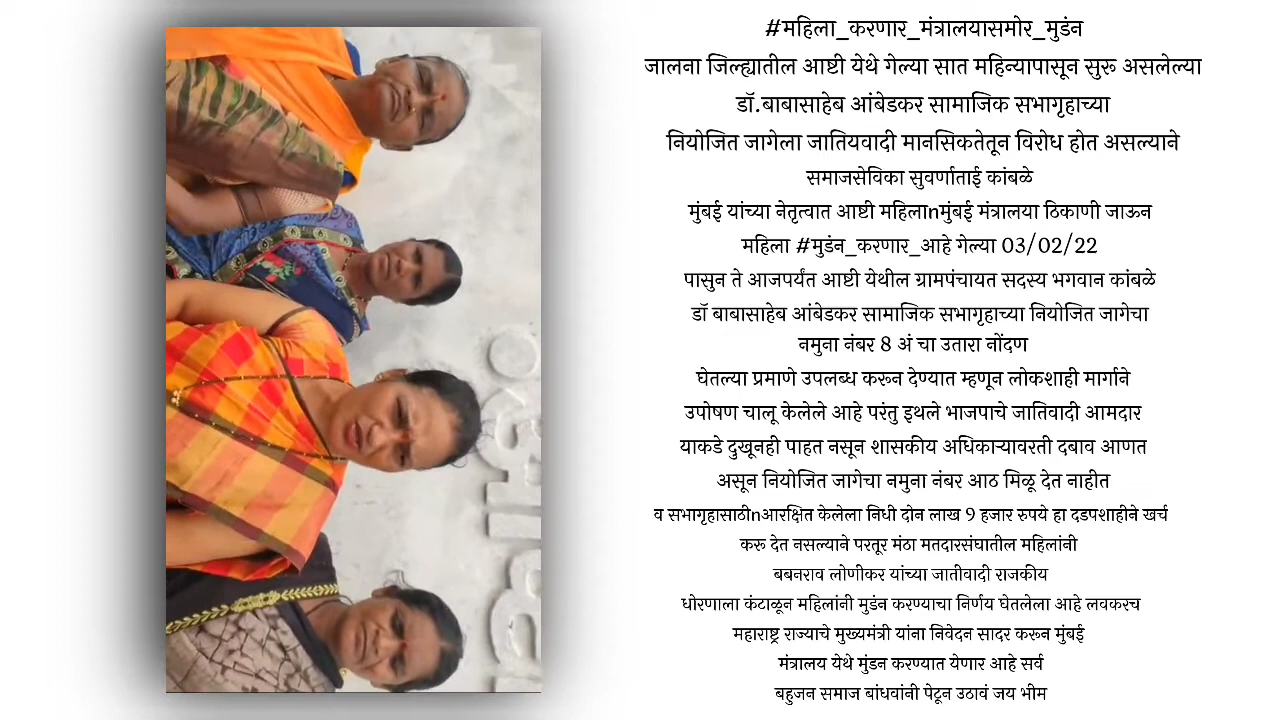 #महिला_करणार_मंत्रालयासमोर_मुडंन
जालना जिल्ह्यातील आष्टी येथे गेल्या सात महिन्यापासून सुरू असलेल्या
डॉ.बाबासाहेब आंबेडकर सामाजिक सभागृहाच्या
नियोजित जागेला जातियवादी मानसिकतेतून विरोध होत असल्याने
समाजसेविका सुवर्णाताई कांबळे
मुंबई यांच्या नेतृत्वात आष्टी महिलाnमुंबई मंत्रालया ठिकाणी जाऊन
महिला #मुडंन_करणार_आहे गेल्या 03/02/22
पासुन ते आजपर्यंत आष्टी येथील ग्रामपंचायत सदस्य भगवान कांबळे
डॉ बाबासाहेब आंबेडकर सामाजिक सभागृहाच्या नियोजित जागेचा
नमुना नंबर 8 अं चा उतारा नोंदण
घेतल्या प्रमाणे उपलब्ध करून देण्यात म्हणून लोकशाही मार्गाने
उपोषण चालू केलेले आहे परंतु इथले भाजपाचे जातिवादी आमदार
याकडे दुखूनही पाहत नसून शासकीय अधिकाऱ्यावरती दबाव आणत
असून नियोजित जागेचा नमुना नंबर आठ मिळू देत नाहीत
व सभागृहासाठीnआरक्षित केलेला निधी दोन लाख 9 हजार रुपये हा दडपशाहीने खर्च
करू देत नसल्याने परतूर मंठा मतदारसंघातील महिलांनी
बबनराव लोणीकर यांच्या जातीवादी राजकीय
धोरणाला कंटाळून महिलांनी मुडंन करण्याचा निर्णय घेतलेला आहे लवकरच
महाराष्ट्र राज्याचे मुख्यमंत्री यांना निवेदन सादर करून मुंबई
मंत्रालय येथे मुंडन करण्यात येणार आहे सर्व
बहुजन समाज बांधवांनी पेटून उठावं जय भीम